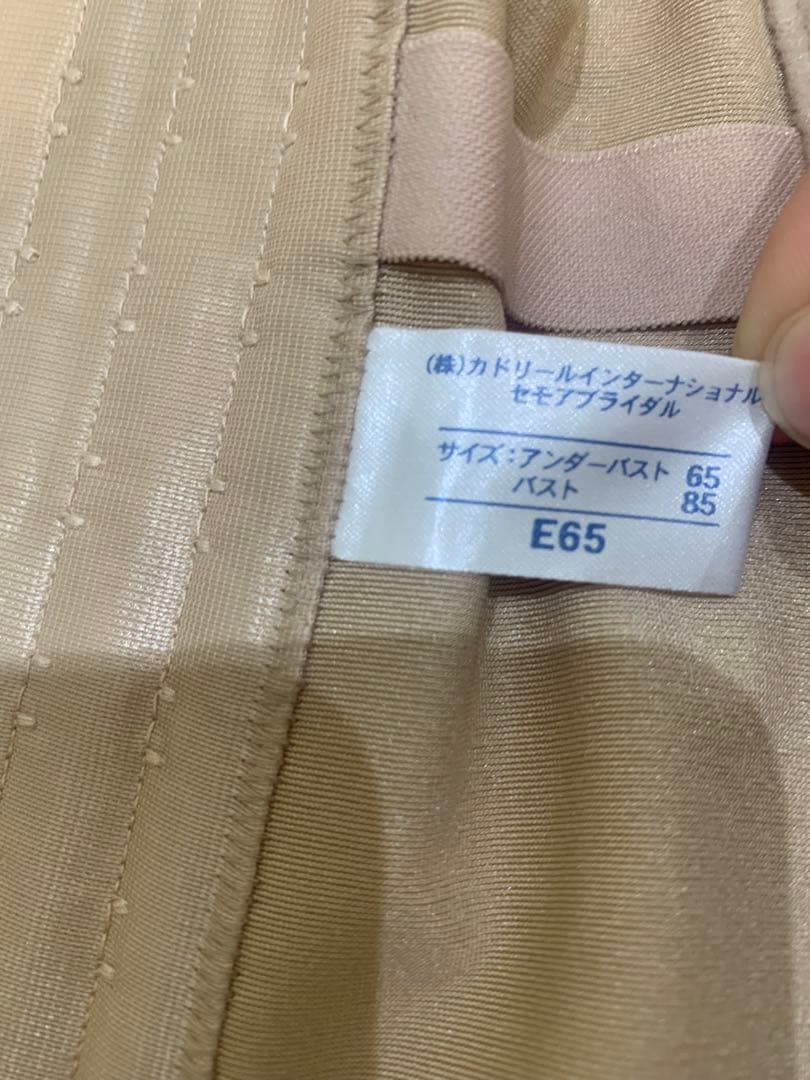 (株)カドリールインターナショナル
セモアブライダル
サイズ:アンダーバスト 65
バスト 85
E65